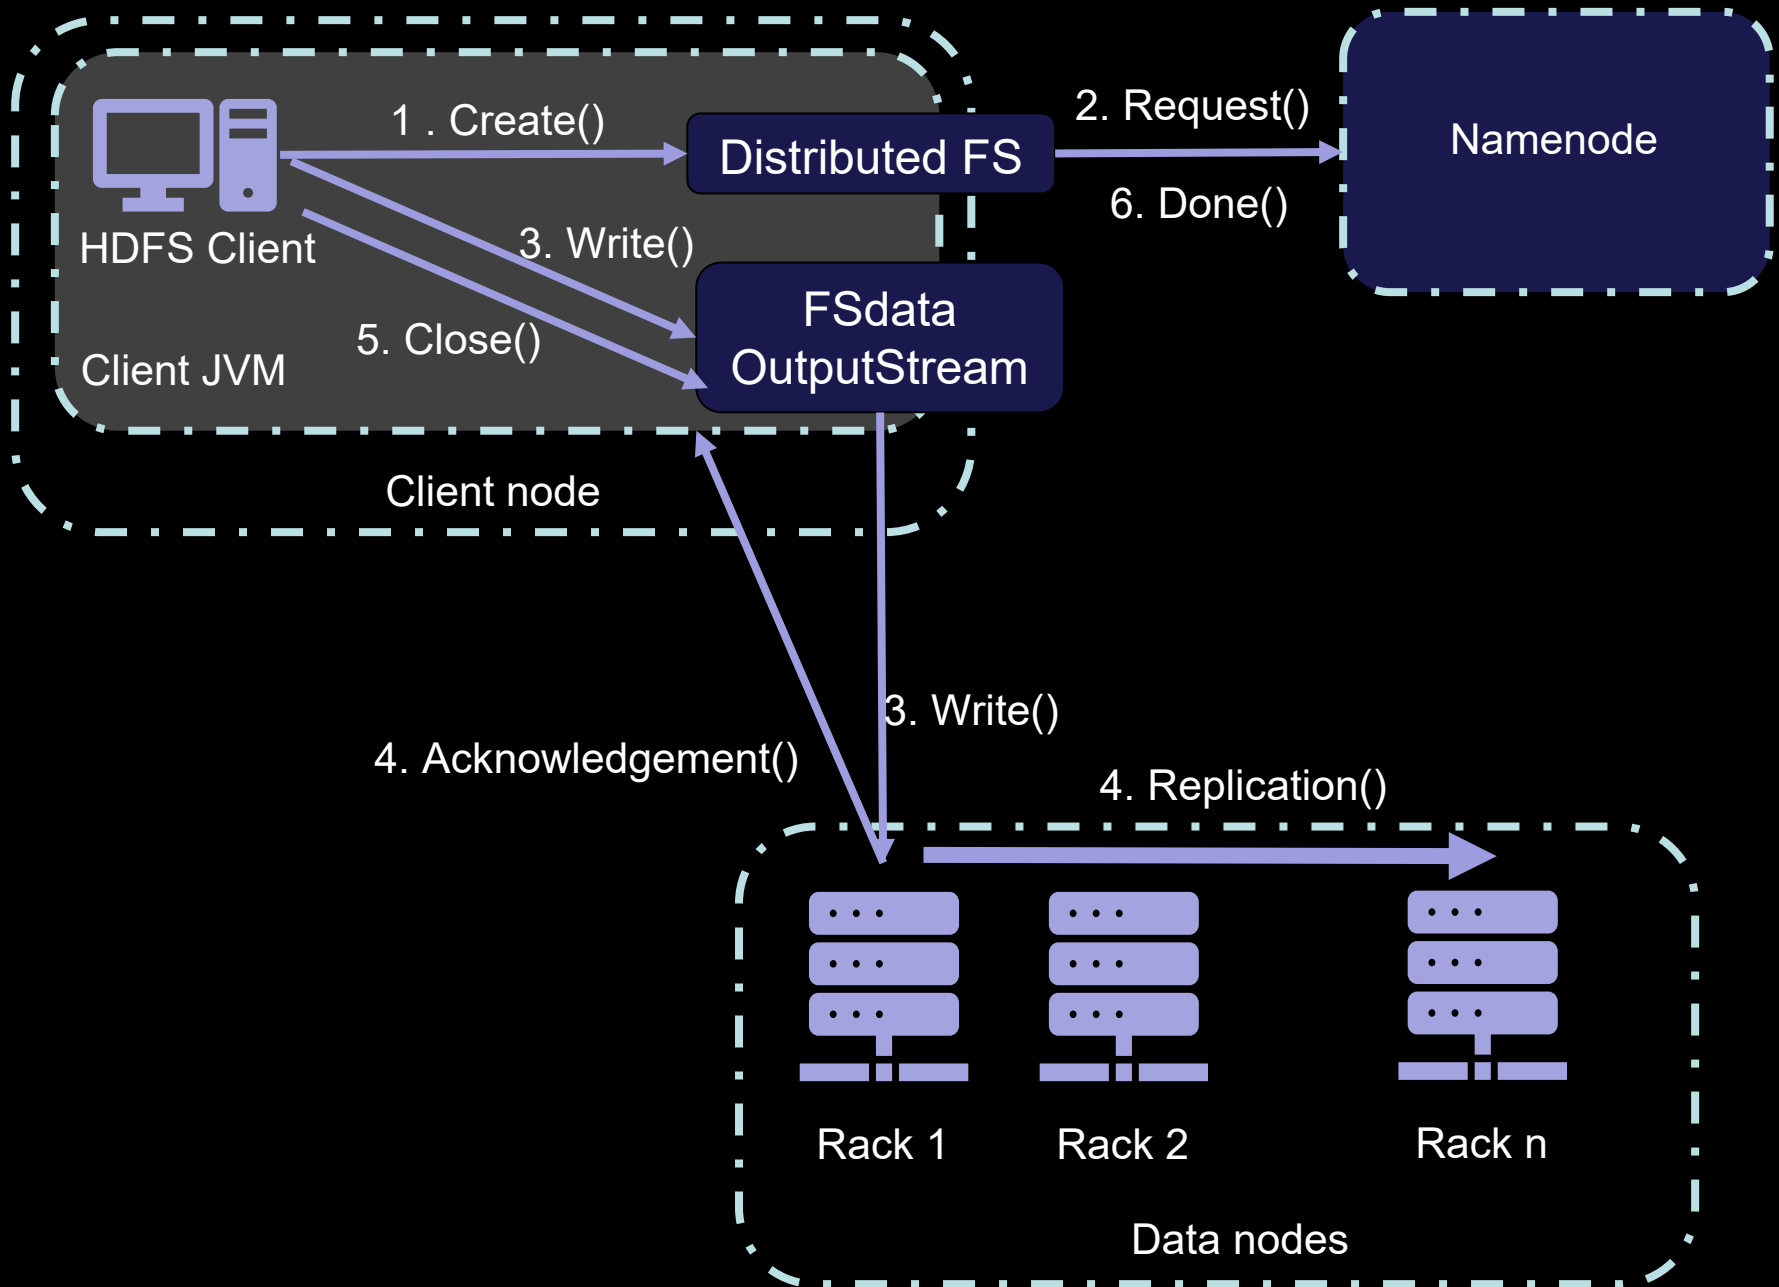 1 . Create()
2. Request()
Distributed FS
Namenode
6. Done()
HDFS Client
3. Write()
FSdata
OutputStream
5. Close()
Client JVM
Client node
3. Write()
4. Acknowledgement()
4. Replication()
Rack 1
Rack 2
Rack n
Data nodes